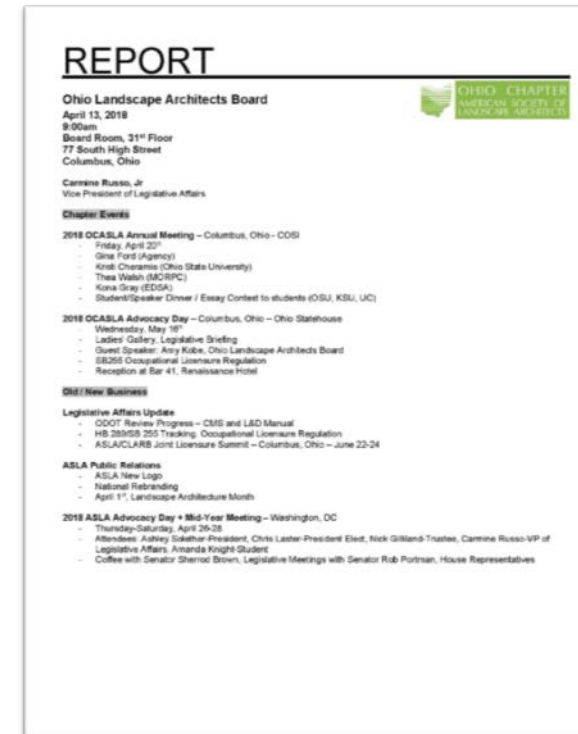 REPORT
OHIO CHAPTER
AMERICAN SOCIETY OF
LANDSCAPE ARCHITECTS
Ohio Landscape Architects Board
April 13, 2018
9:00am
Board Room, 31st Floor
77 South High Street
Columbus, Ohio
Carmine Russo, Jr
Vice President of Legislative Affairs
Chapter Events
2018 OCASLA Annual Meeting – Columbus, Ohio - COSI
- Friday, April 20th
- Gina Ford (Agency)
- Kristi Cheramie (Ohio State University)
- Thea Walsh (MORPC)
- Kona Gray (EDSA)
- Student/Speaker Dinner / Essay Contest to students (OSU, KSU, UC)
2018 OCASLA Advocacy Day – Columbus, Ohio – Ohio Statehouse
- Wednesday, May 16th
- Ladies' Gallery, Legislative Briefing
- Guest Speaker: Amy Kobe, Ohio Landscape Architects Board
- SB255 Occupational Licensure Regulation
- Reception at Bar 41, Renaissance Hotel
Old / New Business
Legislative Affairs Update
- ODOT Review Progress – CMS and L&D Manual
- HB 289/SB 255 Tracking, Occupational Licensure Regulation
- ASLA/CLARB Joint Licensure Summit – Columbus, Ohio – June 22-24
ASLA Public Relations
- ASLA New Logo
- National Rebranding
- April 1st, Landscape Architecture Month
2018 ASLA Advocacy Day + Mid-Year Meeting – Washington, DC
- Thursday-Saturday, April 26-28
- Attendees: Ashley Solether-President, Chris Laster-President Elect, Nick Gilliland-Trustee, Carmine Russo-VP of
Legislative Affairs, Amanda Knight-Student
- Coffee with Senator Sherrod Brown, Legislative Meetings with Senator Rob Portman, House Representatives